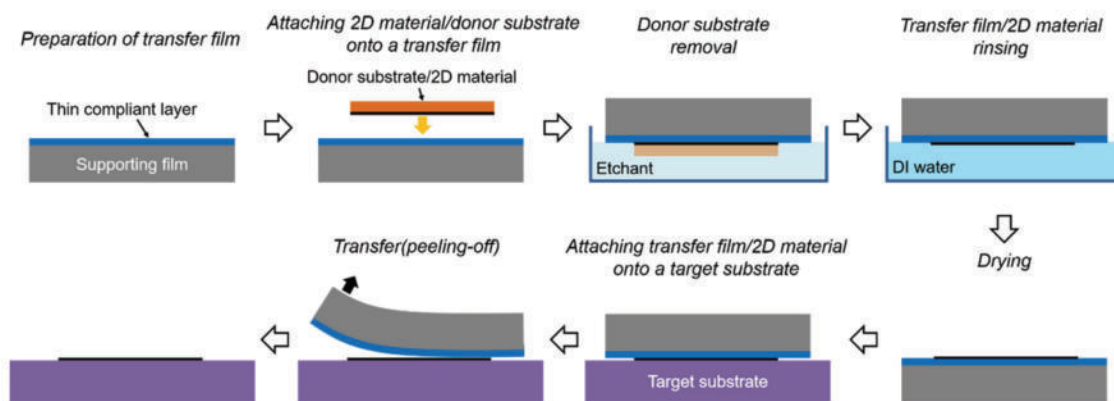 Preparation of transfer film
Attaching 2D material/donor substrate
onto a transfer film
Donor substrate
removal
Transfer film/2D material
rinsing
Thin compliant layer
Supporting film
Donor substrate/2D material
Etchant
DI water
Drying
Attaching transfer film/2D material
onto a target substrate
Target substrate
Transfer(peeling-off)